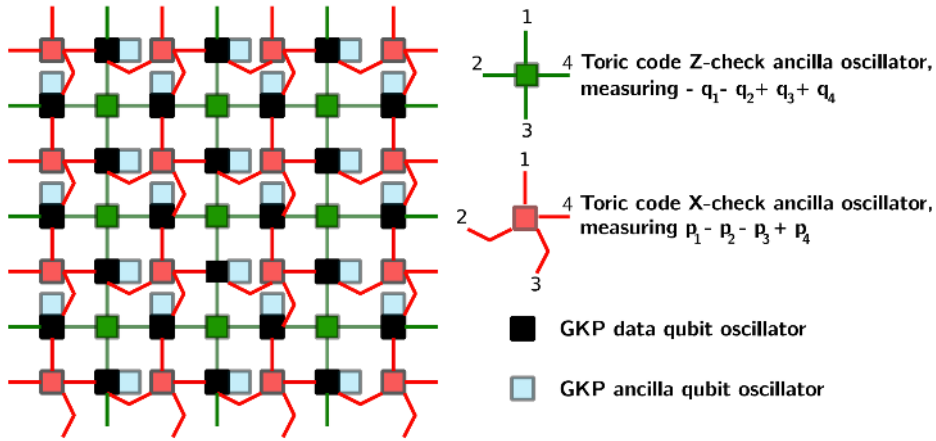 1
2 4 Toric code Z-check ancilla oscillator,
measuring - q₁- q₂+ q₃+ q₄
3
1
2 4 Toric code X-check ancilla oscillator,
measuring p₁- p₂- p₃+ p₄
3
GKP data qubit oscillator
GKP ancilla qubit oscillator